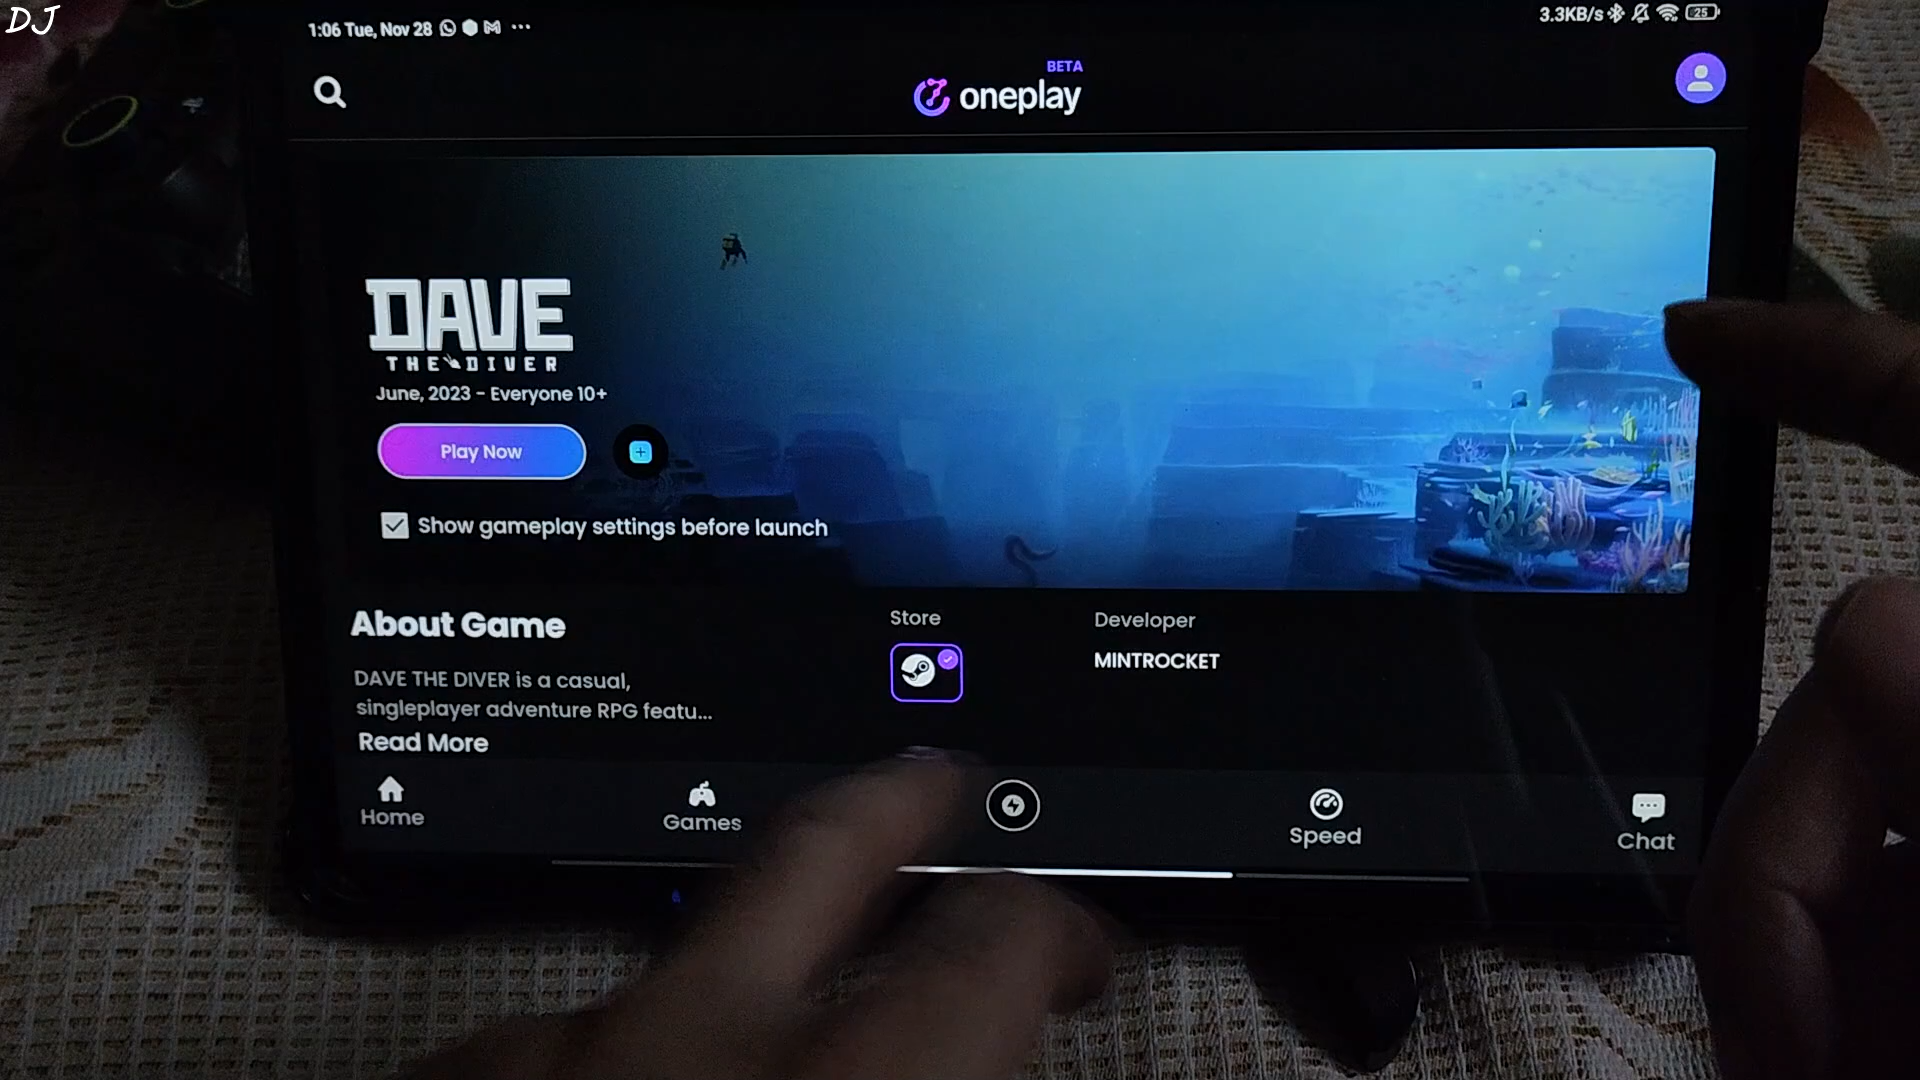 DJ
1:06 Tue, Nov 28
3.3KB/s 25
BETA
oneplay
DAVE
THE DIVER
June, 2023 - Everyone 10+
Play Now
Show gameplay settings before launch
About Game
DAVE THE DIVER is a casual,
singleplayer adventure RPG featu...
Read More
Store
Developer
MINTROCKET
Home
Games
Speed
Chat